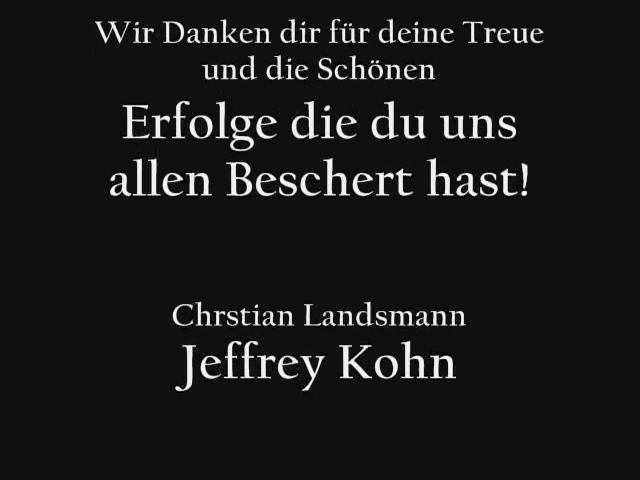 Wir Danken dir für deine Treue
und die Schönen
Erfolge die du uns
allen Beschert hast!
Chrstian Landsmann
Jeffrey Kohn